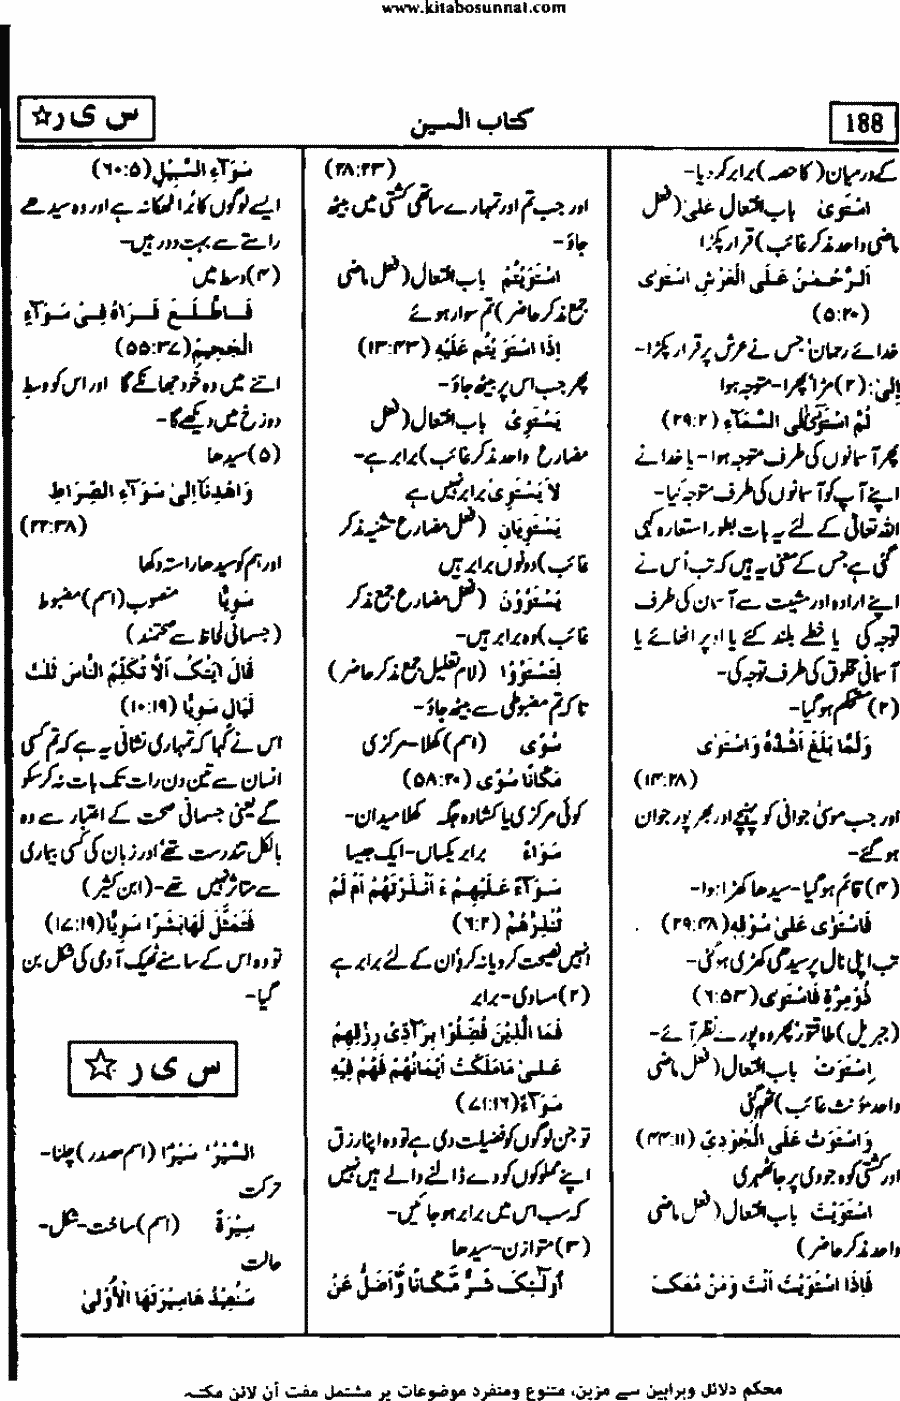 www.kitabosunnat.com
188
کتاب السین
س ی ر☆
کے درمیان (کا حصہ) برابر کر دیا۔
اسْتَوىٰ باب افتعال علیٰ: (فعل
ماضی واحد مذکر غائب) قرار پکڑا
اَلرَّحْمٰنُ عَلَى الْعَرْشِ اسْتَوٰى
(۵:۲۰)
خدائے رحمان جس نے عرش پر قرار پکڑا۔
اِلیٰ: (۲) مڑا پھرا۔ متوجہ ہوا
ثُمَّ اسْتَوٰٓى اِلَى السَّمَآءِ (۲۹:۲)
پھر آسمانوں کی طرف متوجہ ہوا۔ یا خدا نے
اپنے آپ کو آسمانوں کی طرف متوجہ کیا۔
اللہ تعالیٰ کے لئے یہ بات بطور استعارہ کہی
گئی ہے جس کے معنی یہ ہیں کہ تب اُس نے
اپنے ارادہ اور مشیت سے آسمان کی طرف
توجہ کی یا خطے بلند کئے یا اوپر اٹھائے یا
آسمانی مخلوق کی طرف توجہ کی۔
(۲) مستحکم ہو گیا۔
وَلَمَّا بَلَغَ اَشُدَّهٗ وَاسْتَوٰى
(۱۴:۲۸)
اور جب موسیٰ جوانی کو پہنچے اور بھر پور جوان
ہو گئے۔
(۳) قائم ہو گیا۔ سیدھا کھڑا ہوا۔
فَاسْتَوٰى عَلىٰ سُوْقِهٖ (۲۹:۴۸)
تب اپنی نال پر سیدھی کھڑی ہو گئی۔
ذُوْمِرَّةٍ فَاسْتَوٰى (۶:۵۳)
(جبریل) طاقتور پھر وہ پورے نظر آئے۔
اِسْتَوَتْ باب افتعال (فعل ماضی
واحد مؤنث غائب) ٹھہر گئی
وَاسْتَوَتْ عَلَى الْجُوْدِيِّ (۴۴:۱۱)
اور کشتی کوہ جودی پر جا ٹھہری
اسْتَوَيْتَ باب افتعال (فعل ماضی
واحد مذکر حاضر)
فَاِذَا اسْتَوَيْتَ اَنْتَ وَمَنْ مَّعَكَ
(۲۸:۲۳)
اور جب تم اور تمہارے ساتھی کشتی میں بیٹھ
جاؤ۔
اسْتَوَيْتُمْ باب افتعال (فعل ماضی
جمع مذکر حاضر) تم سوار ہوئے
اِذَا اسْتَوَيْتُمْ عَلَيْهِ (۱۳:۴۳)
پھر جب اس پر بیٹھ جاؤ۔
يَسْتَوِيْ باب افتعال (فعل
مضارع واحد مذکر غائب) برابر ہے۔
لَا يَسْتَوِيْ برابر نہیں ہے
يَسْتَوِيَانِ (فعل مضارع تثنیہ مذکر
غائب) دونوں برابر ہیں
يَسْتَوُوْنَ (فعل مضارع جمع مذکر
غائب) وہ برابر ہیں۔
لِتَسْتَوُوْا (لام تعلیل جمع مذکر حاضر)
تا کہ تم مضبوطی سے بیٹھ جاؤ۔
سُوًى (اسم) کھلا۔ مرکزی
مَكَانًا سُوًى (۵۸:۲۰)
کوئی مرکزی یا کشادہ جگہ کھلا میدان۔
سَوَاءٌ برابر یکساں۔ ایک جیسا
سَوَآءٌ عَلَيْهِمْ ءَاَنْذَرْتَهُمْ اَمْ لَمْ
تُنْذِرْهُمْ (۶:۲)
انہیں نصیحت کرو یا نہ کرو اُن کے لئے برابر ہے
(۲) مساوی۔ برابر
فَمَا الَّذِيْنَ فُضِّلُوْا بِرَآدِّيْ رِزْقِهِمْ
عَلىٰ مَا مَلَكَتْ اَيْمَانُهُمْ فَهُمْ فِيْهِ
سَوَآءٌ (۷۱:۱۶)
تو جن لوگوں کو فضیلت دی ہے تو وہ اپنا رزق
اپنے مملوکوں کو دے ڈالنے والے ہیں نہیں
کہ سب اس میں برابر ہو جائیں۔
(۳) متوازن۔ سیدھا
اُولٰٓئِكَ شَرٌّ مَّكَانًا وَّاَضَلُّ عَنْ
سَوَآءِ السَّبِيْلِ (۶۰:۵)
ایسے لوگوں کا بُرا ٹھکانہ ہے اور وہ سیدھے
راستے سے بہت دور ہیں۔
(۴) وسط میں
فَاطَّلَعَ فَرَاٰهُ فِيْ سَوَآءِ
الْجَحِيْمِ (۵۵:۳۷)
اتنے میں وہ خود جھانکے گا اور اس کو وسط
دوزخ میں دیکھے گا۔
(۵) سیدھا
وَاهْدِنَآ اِلىٰ سَوَآءِ الصِّرَاطِ
(۲۲:۳۸)
اور ہم کو سیدھا راستہ دکھا
سَوِيًّا منصوب (اسم) مضبوط
(جسمانی لحاظ سے صحتمند)
قَالَ اٰيَتُكَ اَلَّا تُكَلِّمَ النَّاسَ ثَلٰثَ
لَيَالٍ سَوِيًّا (۱۰:۱۹)
اس نے کہا کہ تمہاری نشانی یہ ہے کہ تم کسی
انسان سے تین دن رات تک بات نہ کر سکو
گے یعنی جسمانی صحت کے اعتبار سے وہ
بالکل تندرست تھے اور زبان کی کسی بیماری
سے متاثر نہیں تھے۔ (ابن کثیر)
فَتَمَثَّلَ لَهَا بَشَرًا سَوِيًّا (۱۷:۱۹)
تو وہ اس کے سامنے ٹھیک آدمی کی شکل بن
گیا۔
س ی ر ☆
السَّيْرُ، سَيْرًا (اسم مصدر) چلنا۔
حرکت
سِيْرَةٌ (اسم) ساخت۔ شکل۔
حالت
سَنُعِيْدُهَا سِيْرَتَهَا الْاُوْلىٰ
محکم دلائل وبراہین سے مزین، متنوع ومنفرد موضوعات پر مشتمل مفت آن لائن مکتبہ